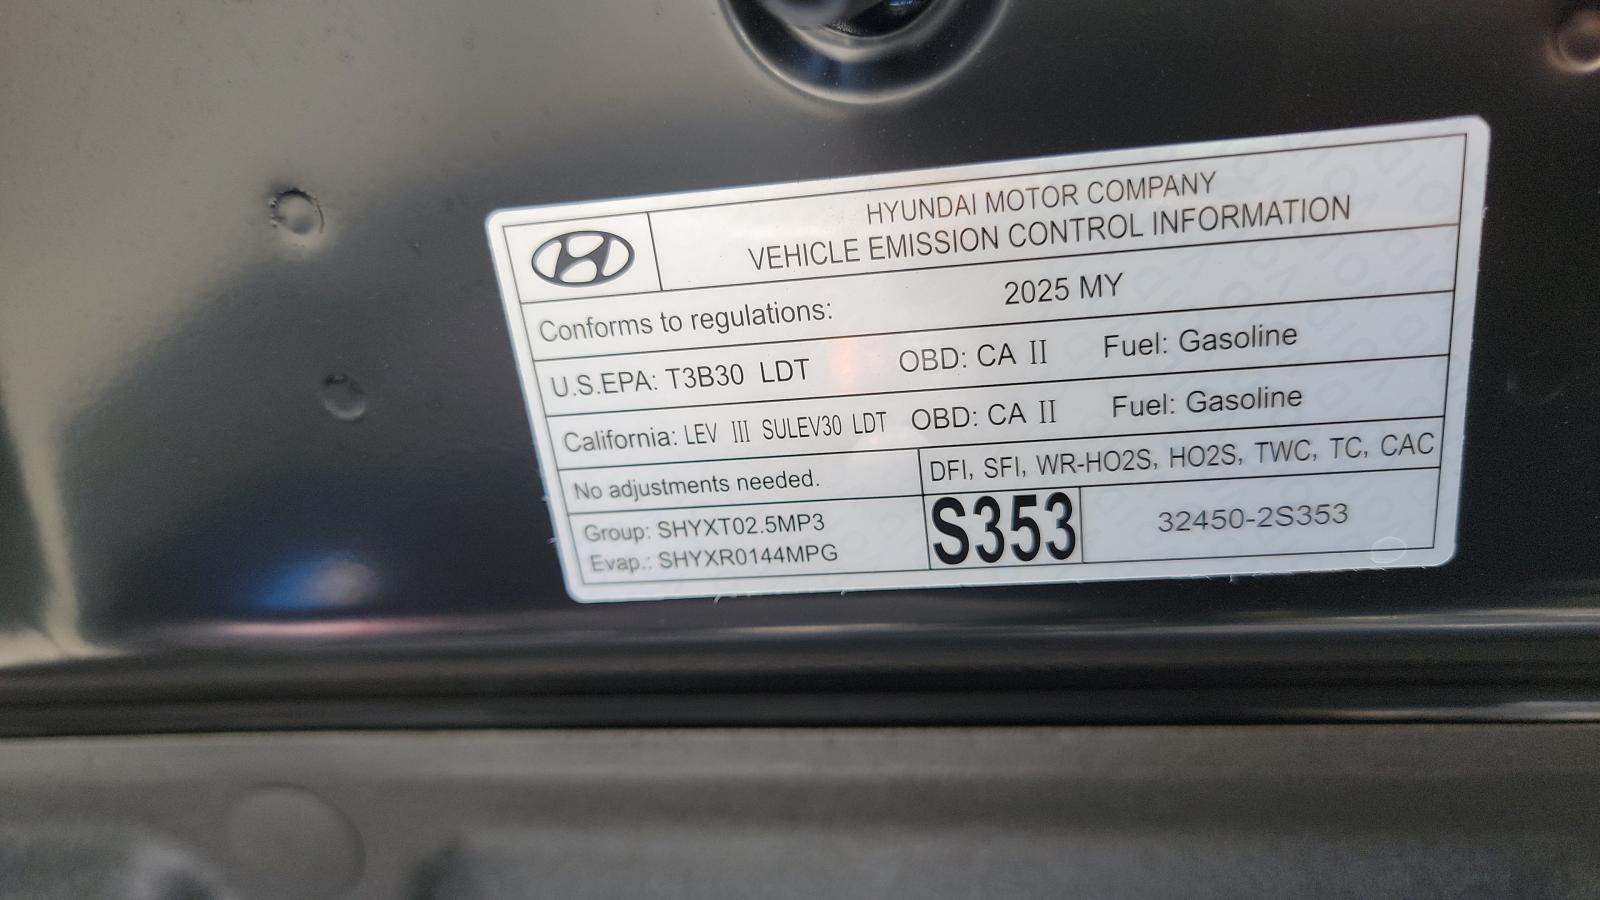 HYUNDAI MOTOR COMPANY
VEHICLE EMISSION CONTROL INFORMATION
Conforms to regulations: 2025 MY
U.S.EPA: T3B30 LDT OBD: CA II Fuel: Gasoline
California: LEV III SULEV30 LDT OBD: CA II Fuel: Gasoline
No adjustments needed. DFI, SFI, WR-HO2S, HO2S, TWC, TC, CAC
Group: SHYXT02.5MP3
Evap.: SHYXR0144MPG
S353
32450-2S353